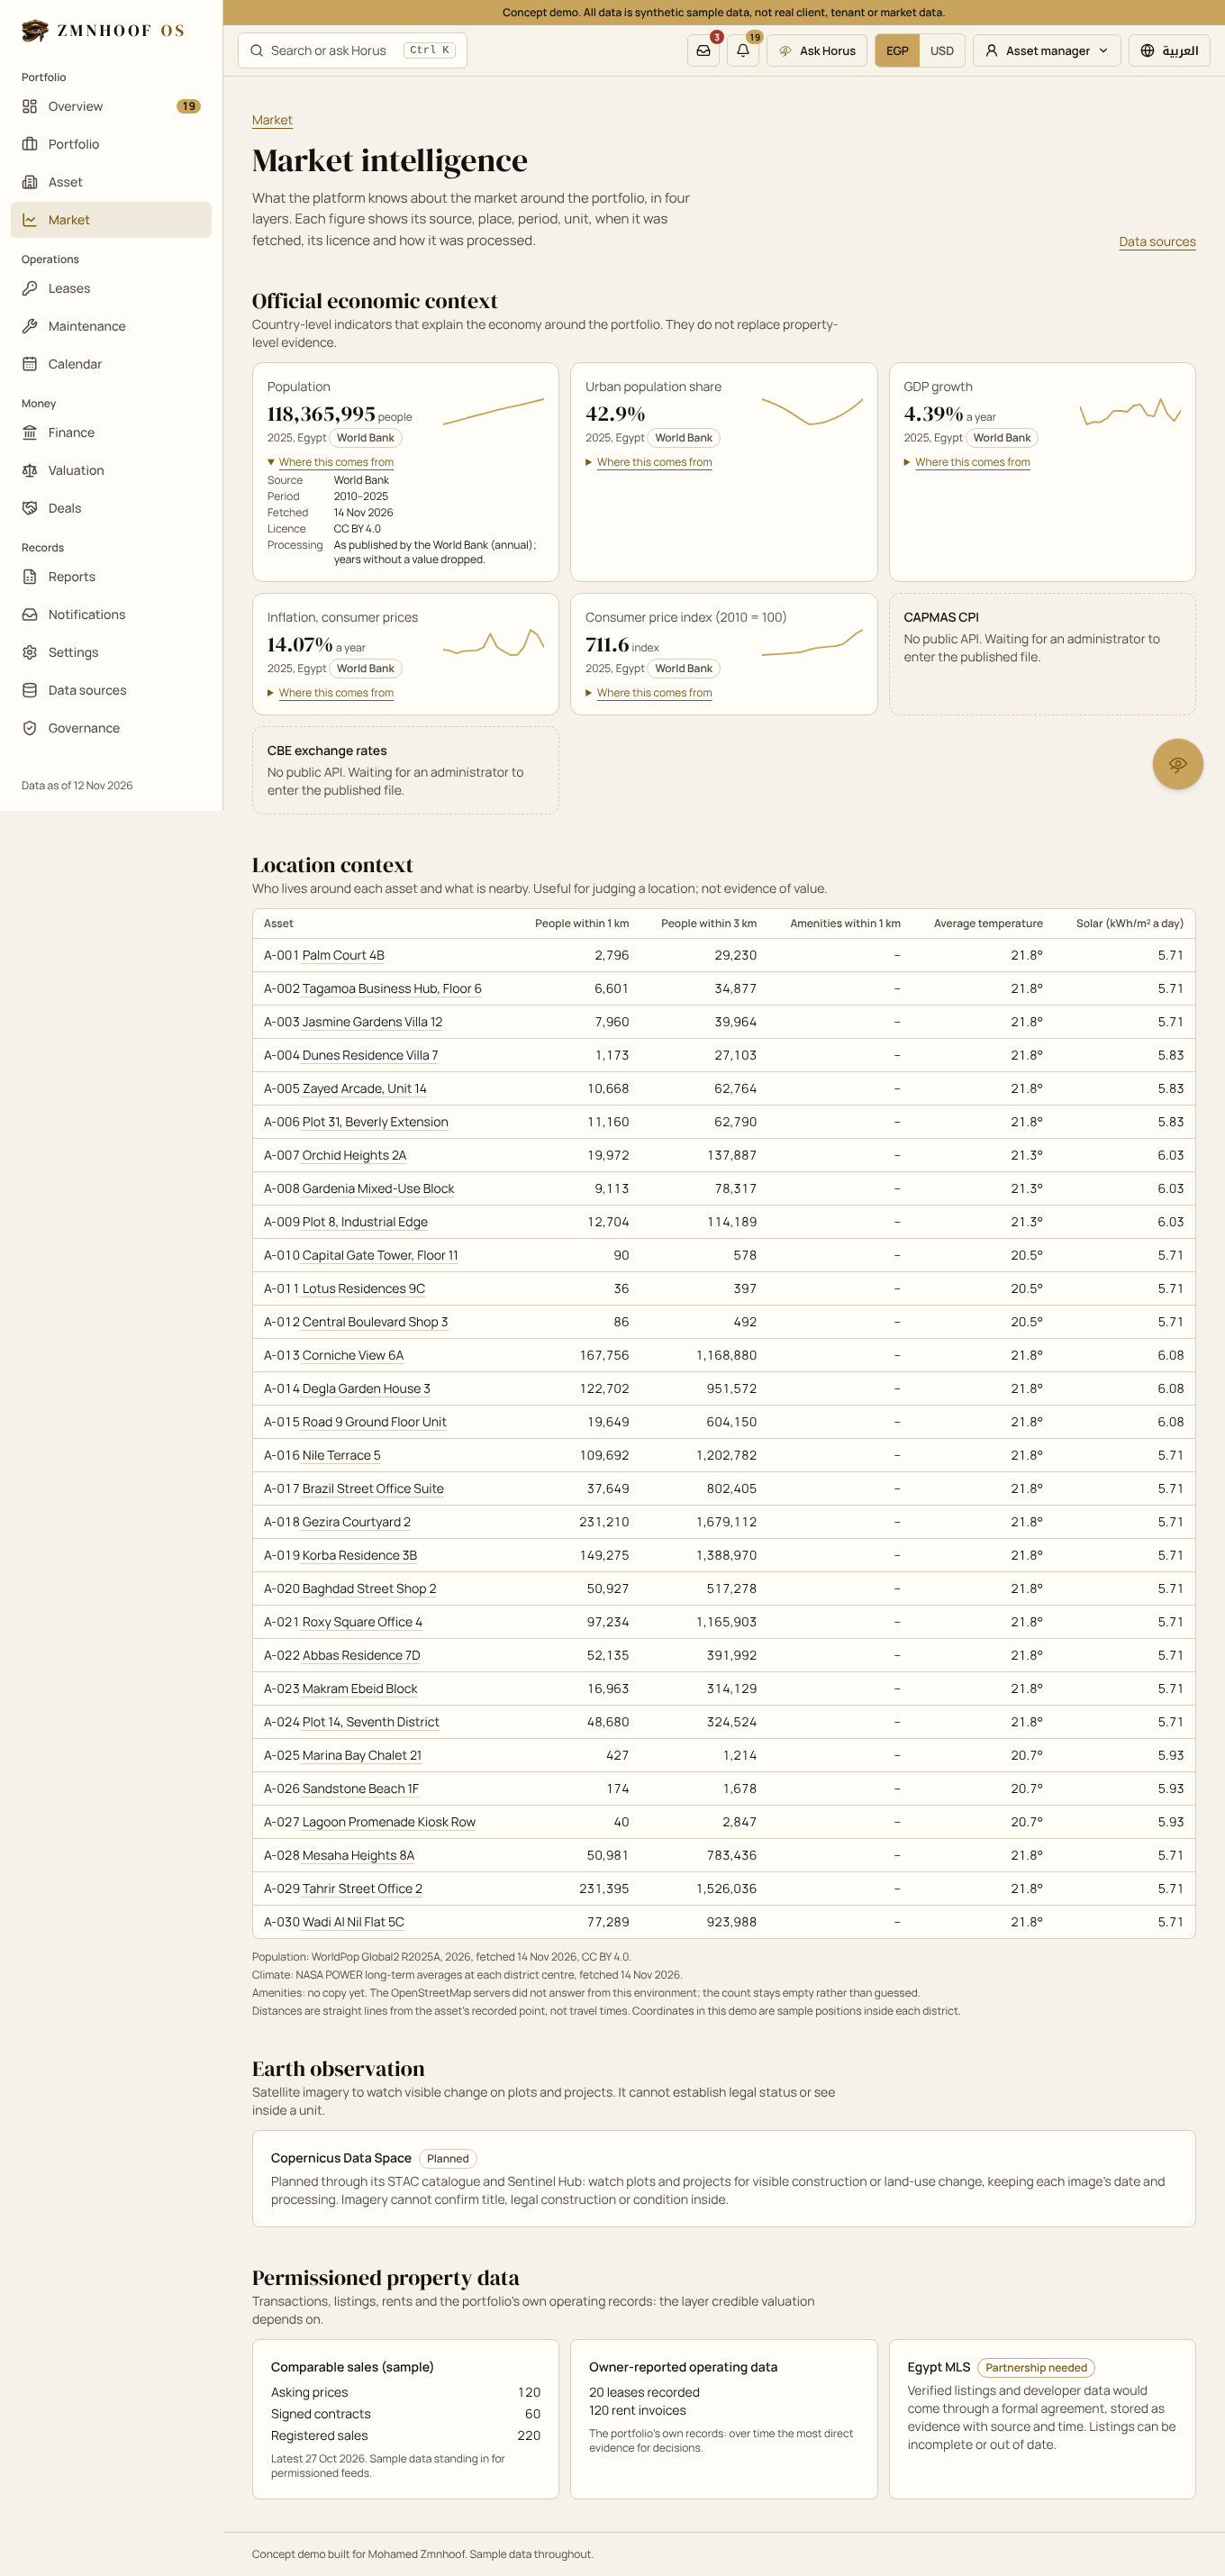 Concept demo. All data is synthetic sample data, not real client, tenant or market data.
ZMNHOOF OS
Search or ask Horus Ctrl K
3
19
Ask Horus
EGP USD
Asset manager
العربية
Portfolio
Overview 19
Portfolio
Asset
Market
Operations
Leases
Maintenance
Calendar
Money
Finance
Valuation
Deals
Records
Reports
Notifications
Settings
Data sources
Governance
Data as of 12 Nov 2026
Market
Market intelligence
What the platform knows about the market around the portfolio, in four
layers. Each figure shows its source, place, period, unit, when it was
fetched, its licence and how it was processed.
Data sources
Official economic context
Country-level indicators that explain the economy around the portfolio. They do not replace property-
level evidence.
Population
118,365,995 people
2025, Egypt World Bank
Where this comes from
Source World Bank
Period 2010–2025
Fetched 14 Nov 2026
Licence CC BY 4.0
Processing As published by the World Bank (annual);
years without a value dropped.
Urban population share
42.9%
2025, Egypt World Bank
Where this comes from
GDP growth
4.39% a year
2025, Egypt World Bank
Where this comes from
Inflation, consumer prices
14.07% a year
2025, Egypt World Bank
Where this comes from
Consumer price index (2010 = 100)
711.6 index
2025, Egypt World Bank
Where this comes from
CAPMAS CPI
No public API. Waiting for an administrator to
enter the published file.
CBE exchange rates
No public API. Waiting for an administrator to
enter the published file.
Location context
Who lives around each asset and what is nearby. Useful for judging a location; not evidence of value.
Asset People within 1 km People within 3 km Amenities within 1 km Average temperature Solar (kWh/m² a day)
A-001 Palm Court 4B 2,796 29,230 – 21.8° 5.71
A-002 Tagamoa Business Hub, Floor 6 6,601 34,877 – 21.8° 5.71
A-003 Jasmine Gardens Villa 12 7,960 39,964 – 21.8° 5.71
A-004 Dunes Residence Villa 7 1,173 27,103 – 21.8° 5.83
A-005 Zayed Arcade, Unit 14 10,668 62,764 – 21.8° 5.83
A-006 Plot 31, Beverly Extension 11,160 62,790 – 21.8° 5.83
A-007 Orchid Heights 2A 19,972 137,887 – 21.3° 6.03
A-008 Gardenia Mixed-Use Block 9,113 78,317 – 21.3° 6.03
A-009 Plot 8, Industrial Edge 12,704 114,189 – 21.3° 6.03
A-010 Capital Gate Tower, Floor 11 90 578 – 20.5° 5.71
A-011 Lotus Residences 9C 36 397 – 20.5° 5.71
A-012 Central Boulevard Shop 3 86 492 – 20.5° 5.71
A-013 Corniche View 6A 167,756 1,168,880 – 21.8° 6.08
A-014 Degla Garden House 3 122,702 951,572 – 21.8° 6.08
A-015 Road 9 Ground Floor Unit 19,649 604,150 – 21.8° 6.08
A-016 Nile Terrace 5 109,692 1,202,782 – 21.8° 5.71
A-017 Brazil Street Office Suite 37,649 802,405 – 21.8° 5.71
A-018 Gezira Courtyard 2 231,210 1,679,112 – 21.8° 5.71
A-019 Korba Residence 3B 149,275 1,388,970 – 21.8° 5.71
A-020 Baghdad Street Shop 2 50,927 517,278 – 21.8° 5.71
A-021 Roxy Square Office 4 97,234 1,165,903 – 21.8° 5.71
A-022 Abbas Residence 7D 52,135 391,992 – 21.8° 5.71
A-023 Makram Ebeid Block 16,963 314,129 – 21.8° 5.71
A-024 Plot 14, Seventh District 48,680 324,524 – 21.8° 5.71
A-025 Marina Bay Chalet 21 427 1,214 – 20.7° 5.93
A-026 Sandstone Beach 1F 174 1,678 – 20.7° 5.93
A-027 Lagoon Promenade Kiosk Row 40 2,847 – 20.7° 5.93
A-028 Mesaha Heights 8A 50,981 783,436 – 21.8° 5.71
A-029 Tahrir Street Office 2 231,395 1,526,036 – 21.8° 5.71
A-030 Wadi Al Nil Flat 5C 77,289 923,988 – 21.8° 5.71
Population: WorldPop Global2 R2025A, 2026, fetched 14 Nov 2026, CC BY 4.0.
Climate: NASA POWER long-term averages at each district centre, fetched 14 Nov 2026.
Amenities: no copy yet. The OpenStreetMap servers did not answer from this environment; the count stays empty rather than guessed.
Distances are straight lines from the asset's recorded point, not travel times. Coordinates in this demo are sample positions inside each district.
Earth observation
Satellite imagery to watch visible change on plots and projects. It cannot establish legal status or see
inside a unit.
Copernicus Data Space Planned
Planned through its STAC catalogue and Sentinel Hub: watch plots and projects for visible construction or land-use change, keeping each image's date and
processing. Imagery cannot confirm title, legal construction or condition inside.
Permissioned property data
Transactions, listings, rents and the portfolio's own operating records: the layer credible valuation
depends on.
Comparable sales (sample)
Asking prices 120
Signed contracts 60
Registered sales 220
Latest 27 Oct 2026. Sample data standing in for
permissioned feeds.
Owner-reported operating data
20 leases recorded
120 rent invoices
The portfolio's own records: over time the most direct
evidence for decisions.
Egypt MLS Partnership needed
Verified listings and developer data would
come through a formal agreement, stored as
evidence with source and time. Listings can be
incomplete or out of date.
Concept demo built for Mohamed Zmnhoof. Sample data throughout.